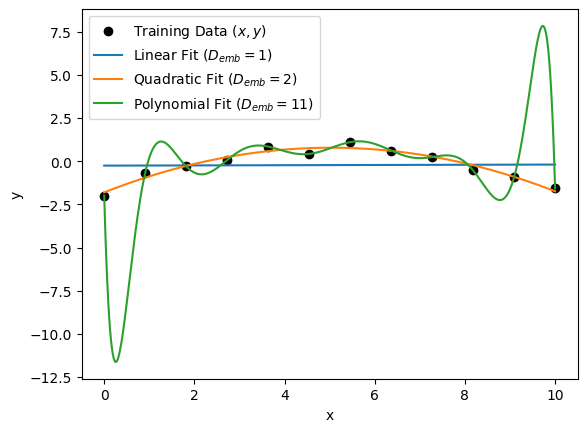 Training Data (x, y)
Linear Fit (D_emb = 1)
Quadratic Fit (D_emb = 2)
Polynomial Fit (D_emb = 11)
7.5
5.0
2.5
0.0
y
−2.5
−5.0
−7.5
−10.0
−12.5
0 2 4 6 8 10
x